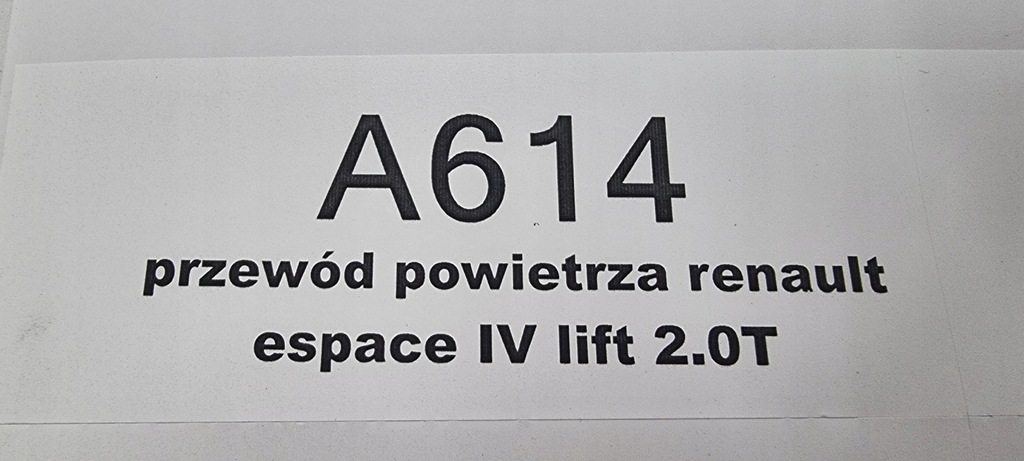 A614
przewód powietrza renault
espace IV lift 2.0T